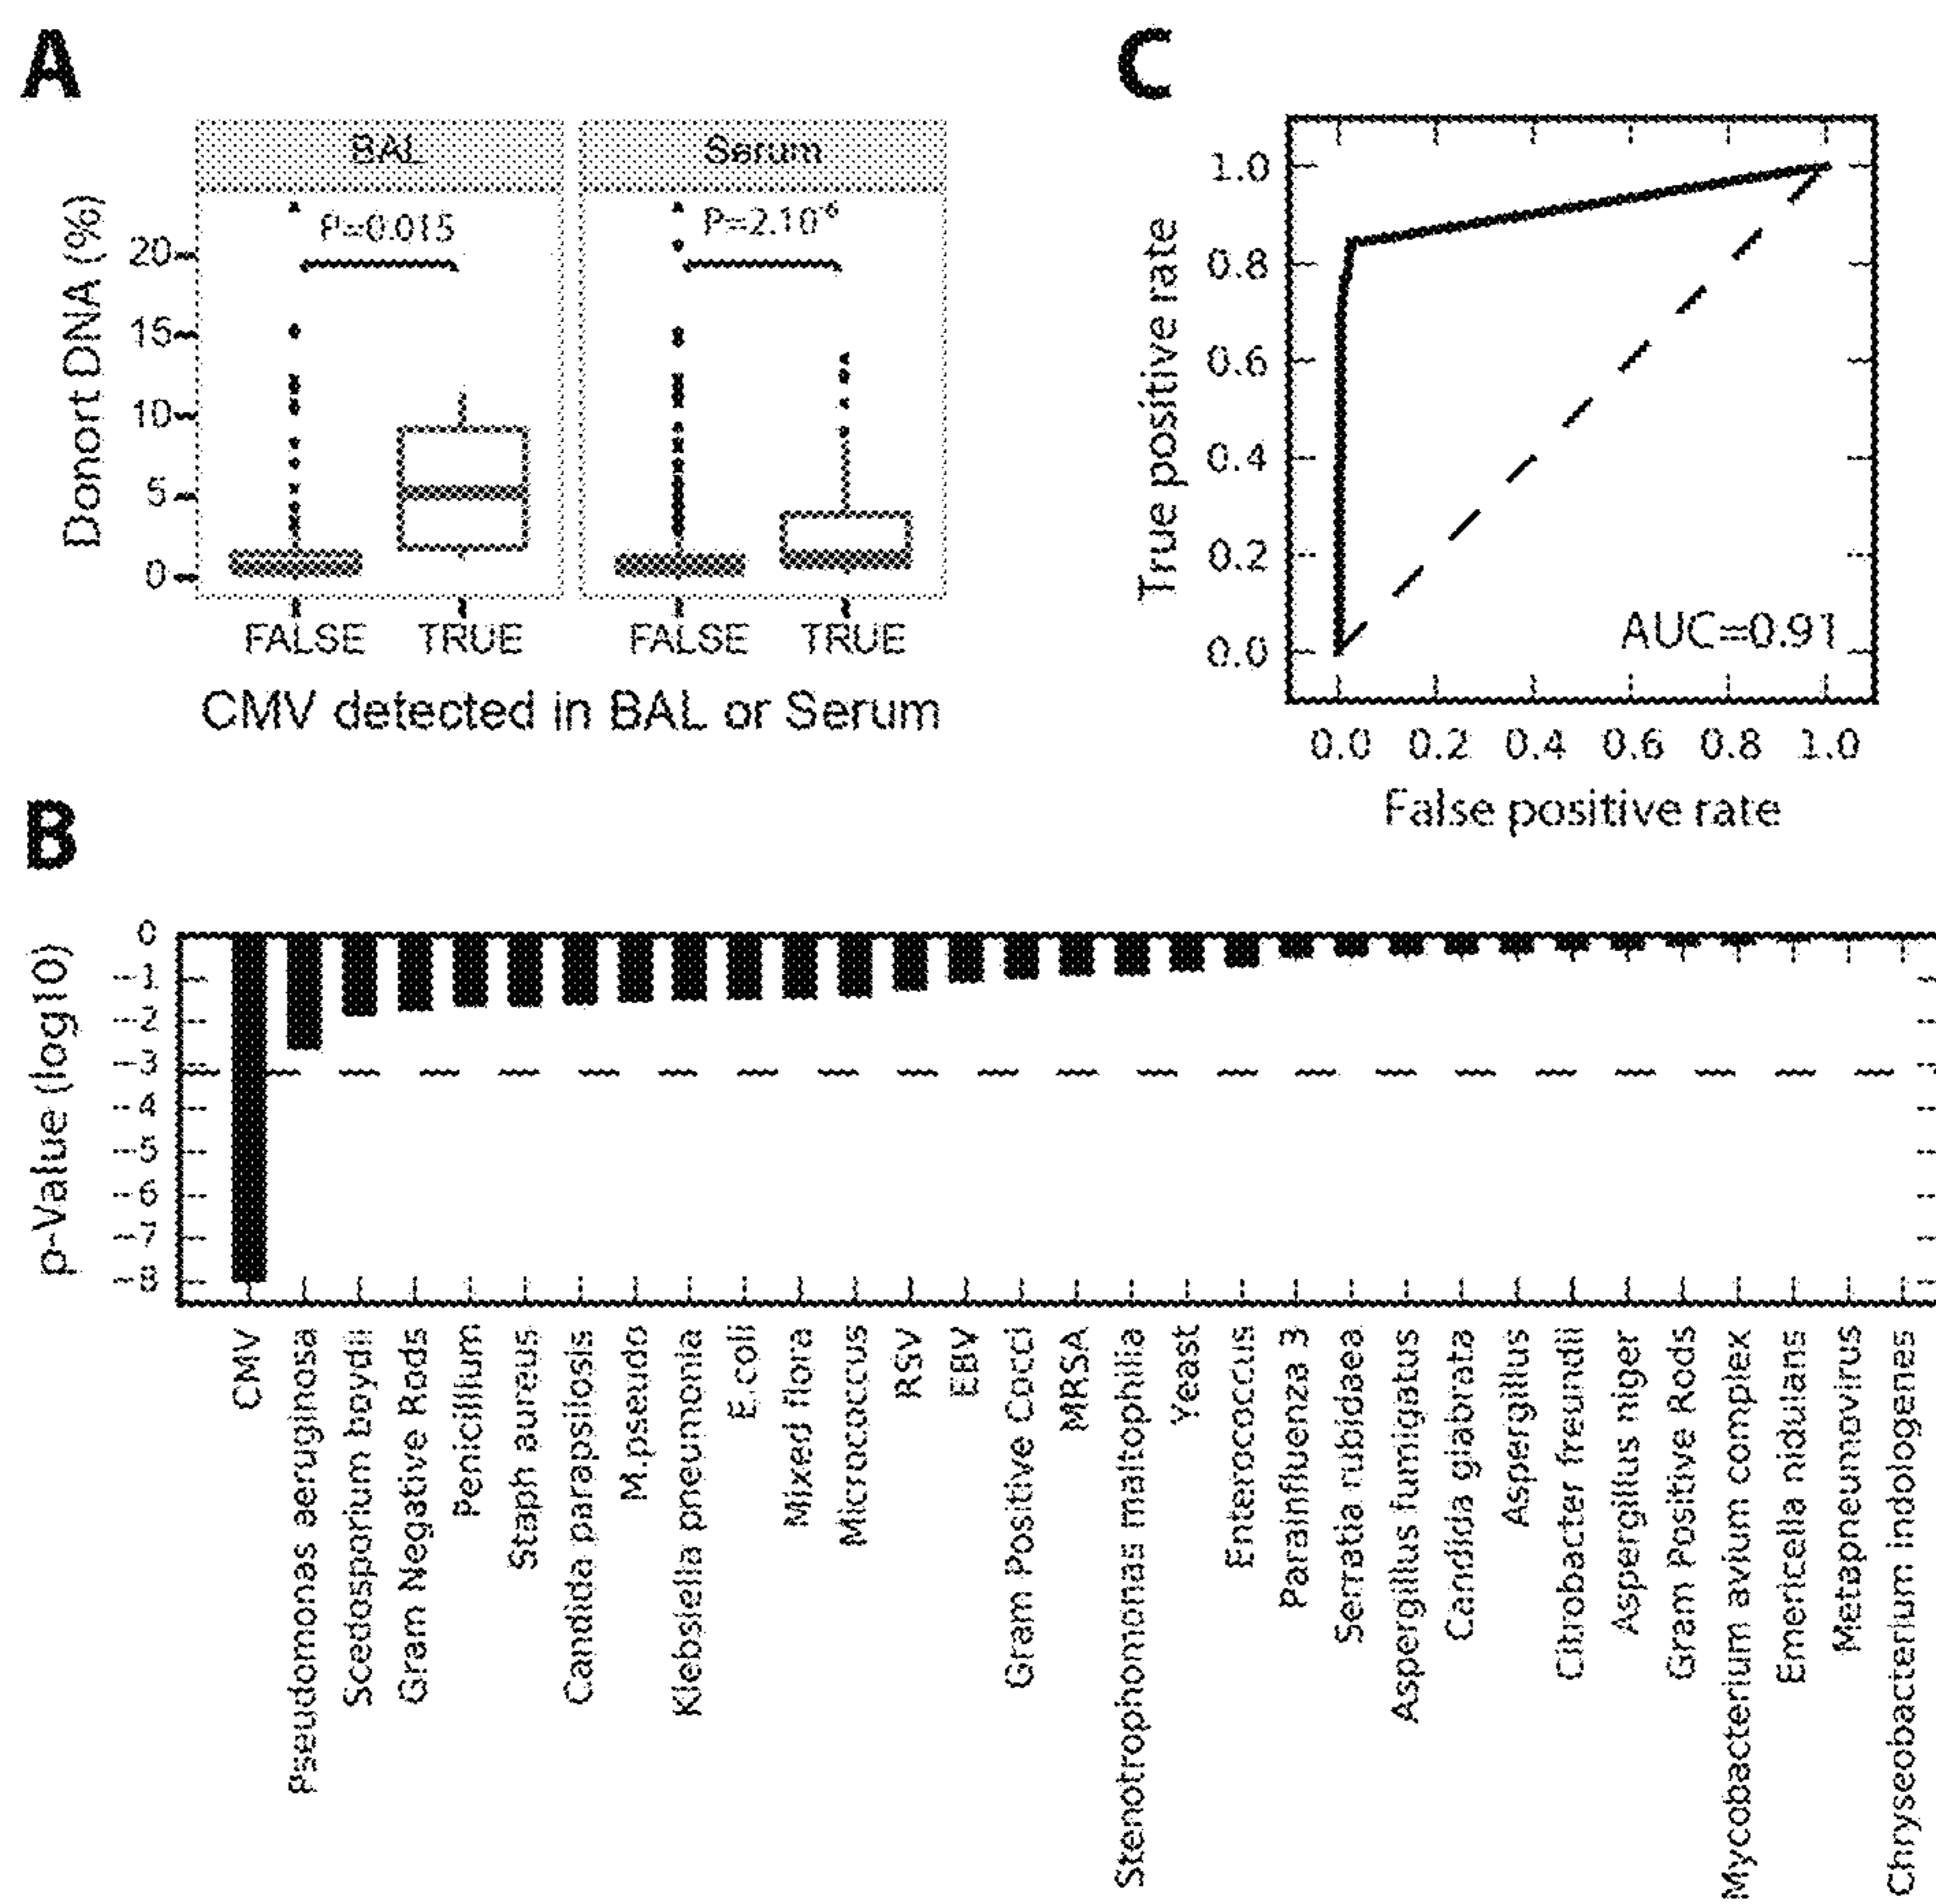 A
BAL
Serum
P=0.015
P=2.10⁻⁶
Donort DNA (%)
20
15
10
5
0
FALSE
TRUE
FALSE
TRUE
CMV detected in BAL or Serum
C
True positive rate
1.0
0.8
0.6
0.4
0.2
0.0
AUC=0.91
0.0 0.2 0.4 0.6 0.8 1.0
False positive rate
B
p-Value (log10)
0
-1
-2
-3
-4
-5
-6
-7
-8
CMV
Pseudomonas aeruginosa
Scedosporium boydii
Gram Negative Rods
Penicillium
Staph aureus
Candida parapsilosis
M.pseudo
Klebsiella pneumonia
E.coli
Mixed flora
Micrococcus
RSV
EBV
Gram Positive Cocci
MRSA
Stenotrophomonas maltophilia
Yeast
Enterococcus
Parainfluenza 3
Serratia rubidaea
Aspergillus fumigatus
Candida glabrata
Aspergillus
Citrobacter freundii
Aspergillus niger
Gram Positive Rods
Mycobacterium avium complex
Emericella nidulans
Metapneumovirus
Chryseobacterium indologenes